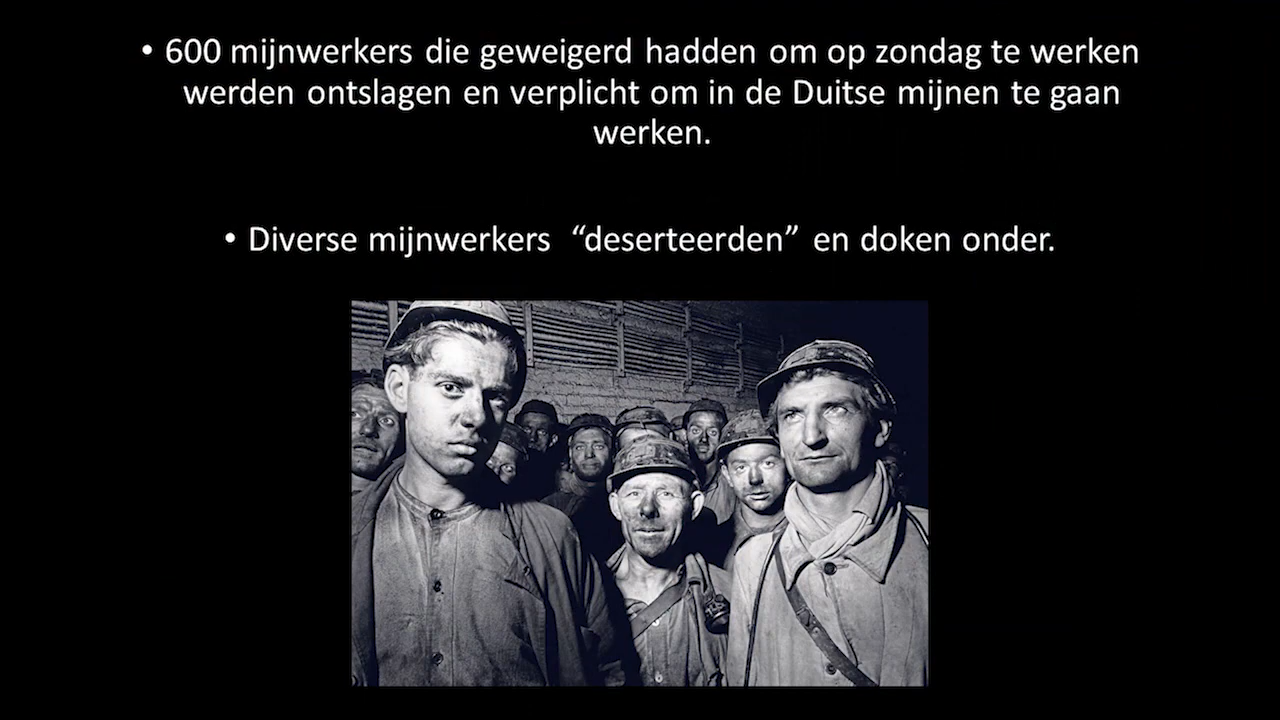 • 600 mijnwerkers die geweigerd hadden om op zondag te werken
werden ontslagen en verplicht om in de Duitse mijnen te gaan
werken.
• Diverse mijnwerkers “deserteerden” en doken onder.